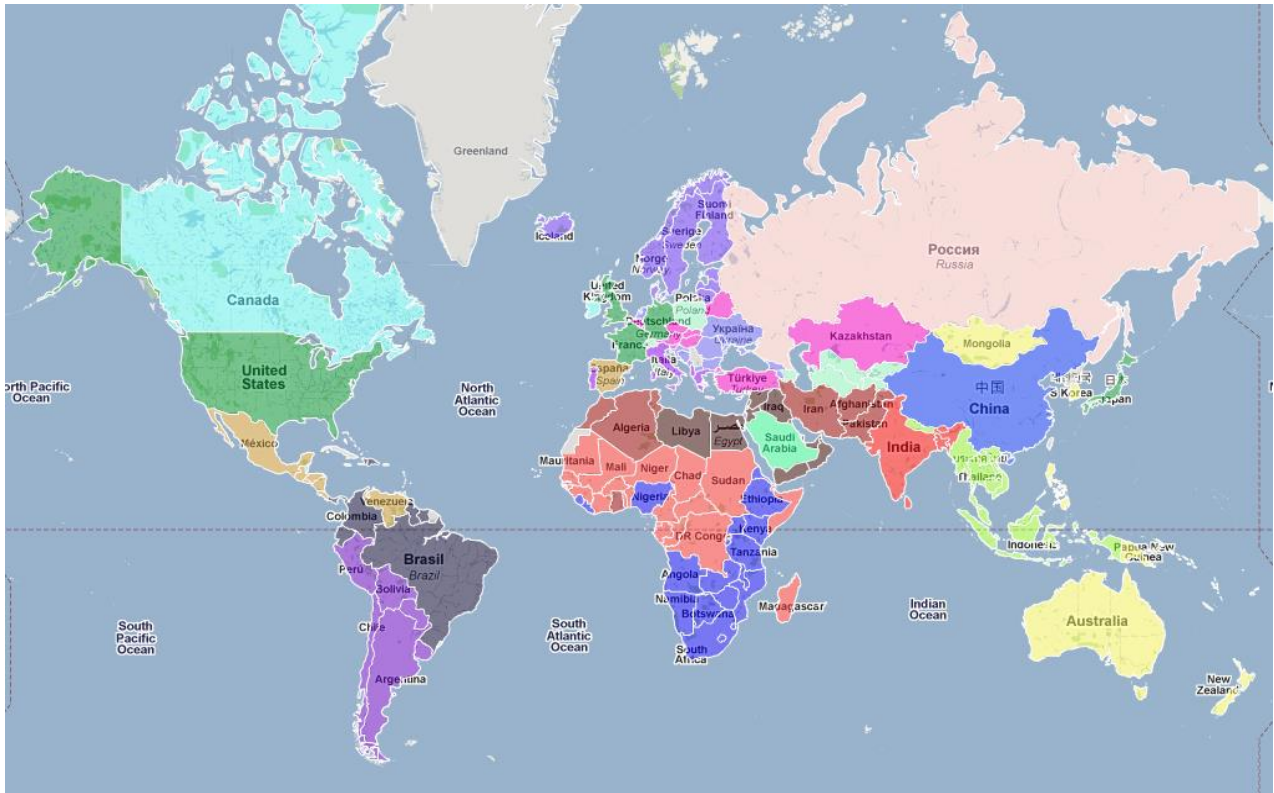 Greenland
Suomi
Finland
Iceland
Sverige
Sweden
Norge
Norway
Россия
Russia
United
Kingdom
Canada
Polska
Poland
Deutschland
Germany
Україна
Ukraine
Kazakhstan
Mongolia
Franc
Italia
Italy
United
States
España
Spain
Türkiye
Turkey
中国
China
S Korea
Japan
North
Atlantic
Ocean
orth Pacific
Ocean
México
Algeria
Libya
مصر
Egypt
Iraq
Iran
Afghanistan
Pakistan
Saudi
Arabia
India
Mauritania
Mali
Niger
Chad
Sudan
Thailand
Venezuela
Colombia
Nigeria
Ethiopia
DR Congo
Kenya
Tanzania
Indonesia
Papua New
Guinea
Brasil
Brazil
Perú
Bolivia
Angola
Namibia
Botswana
Madagascar
Indian
Ocean
South
Pacific
Ocean
Chile
South
Atlantic
Ocean
Australia
South
Africa
Argentina
New
Zealand
N